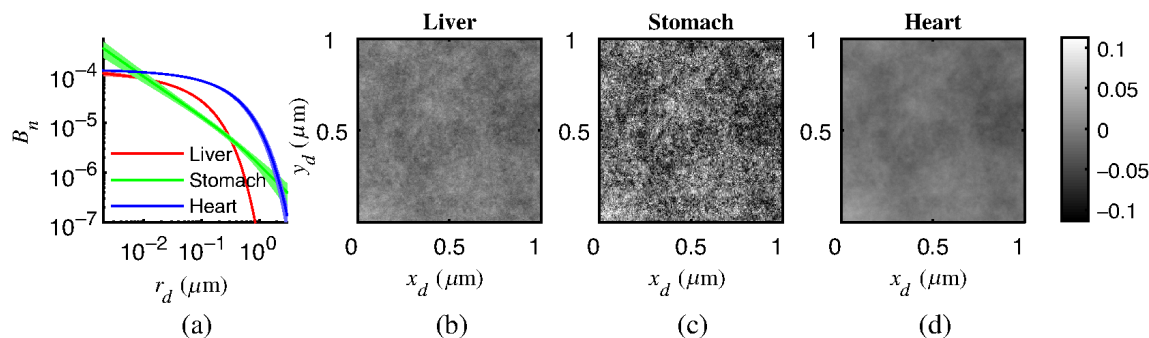 Liver
Stomach
Heart
10⁻⁴
10⁻⁵
10⁻⁶
10⁻⁷
Bₙ
Liver
Stomach
Heart
10⁻² 10⁻¹ 10⁰
r_d (μm)
(a)
1
0.5
y_d (μm)
0 0.5 1
x_d (μm)
(b)
1
0.5
0 0.5 1
x_d (μm)
(c)
1
0.5
0 0.5 1
x_d (μm)
(d)
0.1
0.05
0
−0.05
−0.1